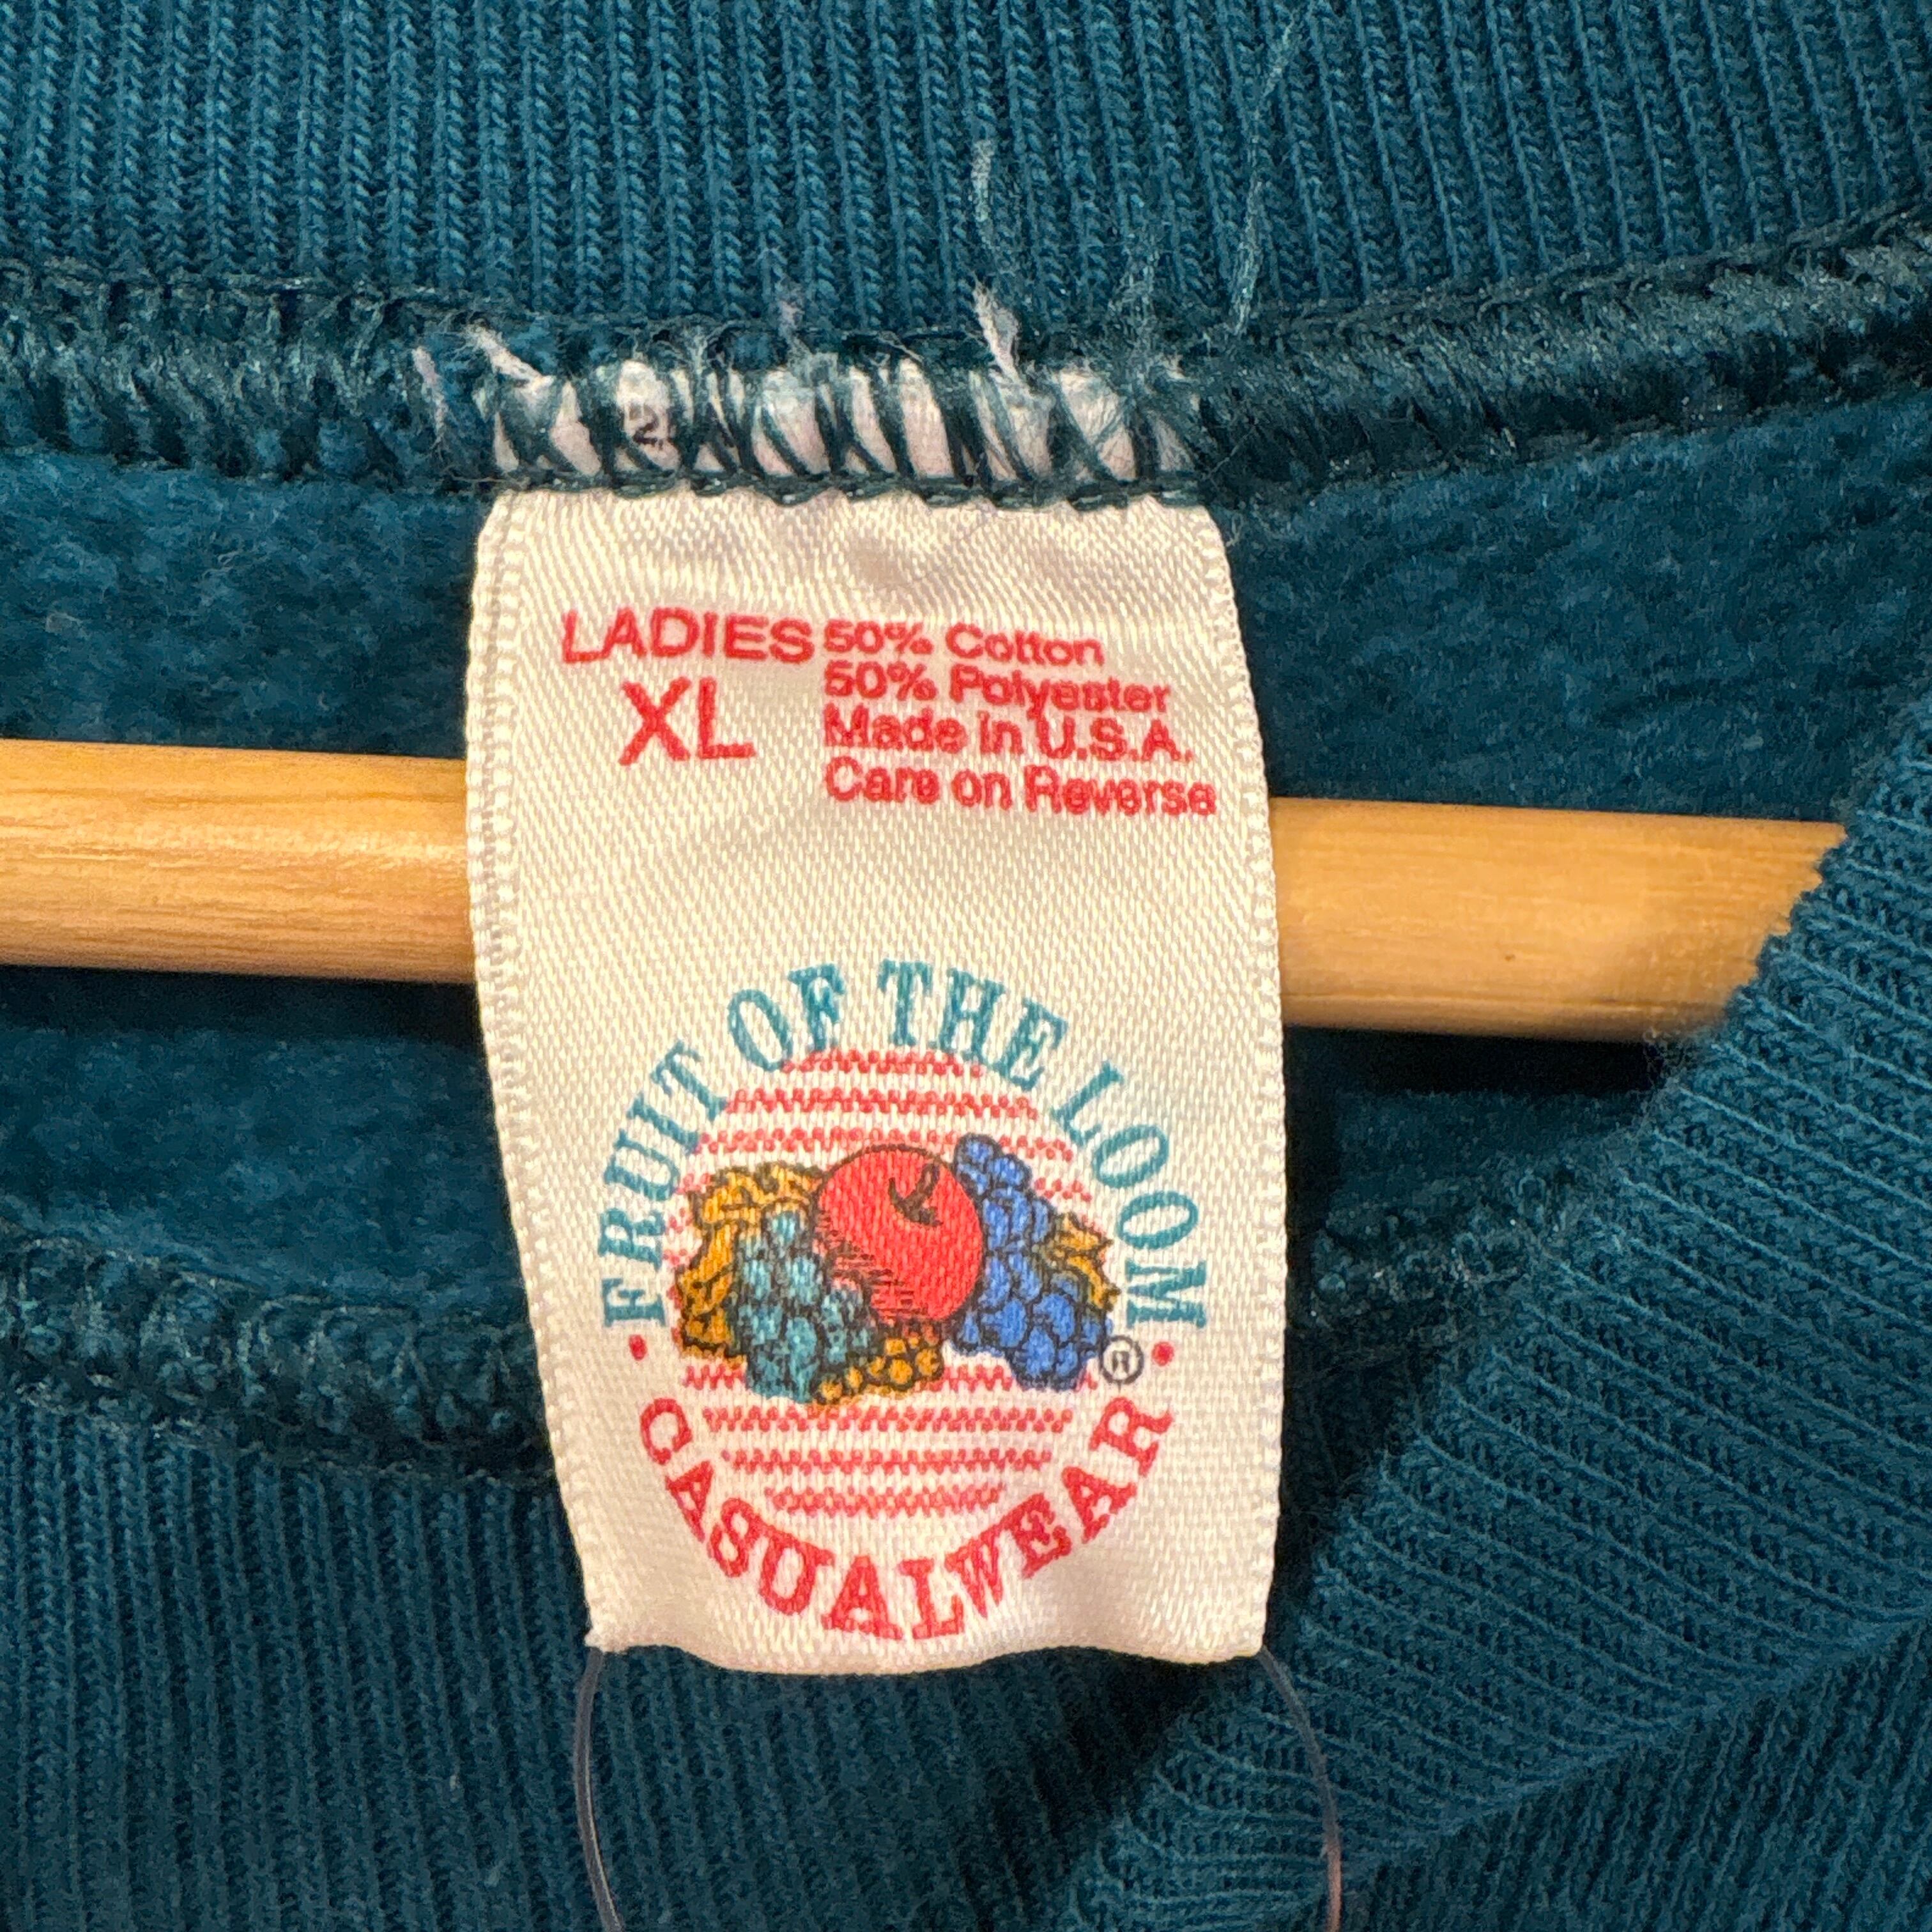 LADIES 50% Cotton
XL 50% Polyester
Made in U.S.A.
Care on Reverse
FRUIT OF THE LOOM
®
CASUALWEAR